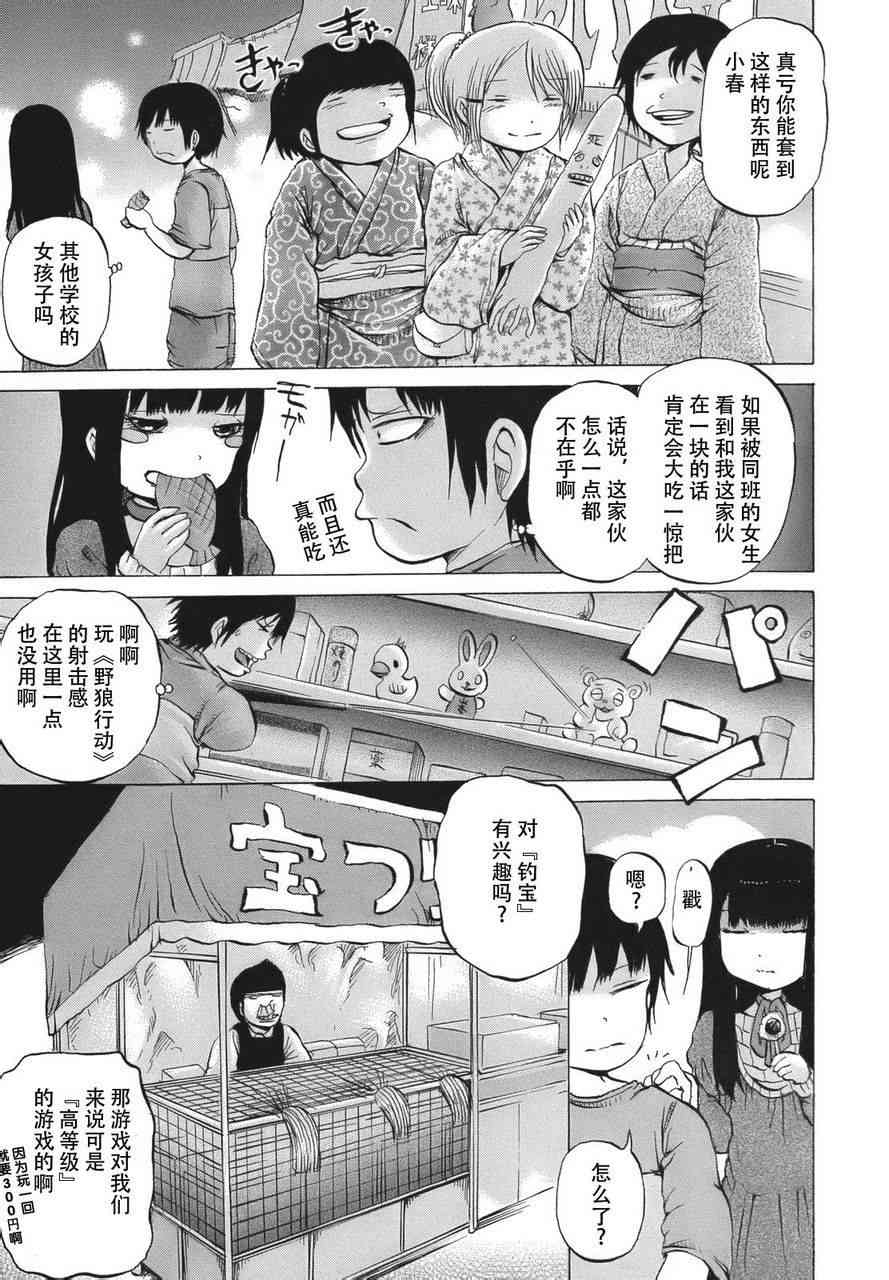 真亏你能套到
这样的东西呢
小春
きゃっ
きゃっ
死
其他学校的
女孩子吗
如果被同班的女生
看到和我这家伙
在一块的话
肯定会大吃一惊把
话说，这家伙
怎么一点都
不在乎啊
モガー
而且还
真能吃
啊啊
玩《野狼行动》
的射击感
在这里一点
也没用啊
薬
戳
嗯？
怎么了？
对『钓宝』
有兴趣吗？
宝つ
那游戏对我们
来说可是
『高等级』
的游戏的啊
因为玩一回
就要300円啊